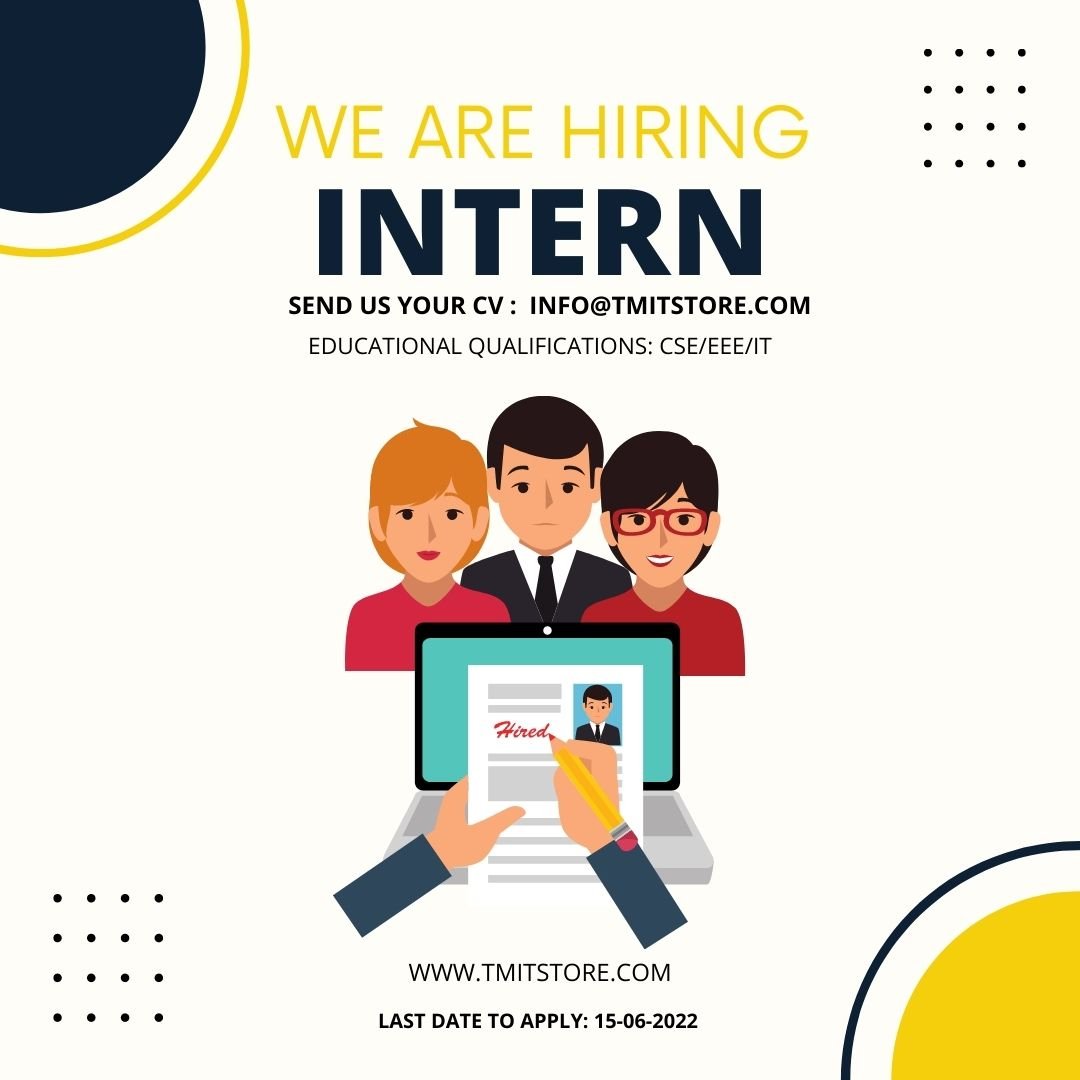 WE ARE HIRING
INTERN
SEND US YOUR CV : INFO@TMITSTORE.COM
EDUCATIONAL QUALIFICATIONS: CSE/EEE/IT
Hired
WWW.TMITSTORE.COM
LAST DATE TO APPLY: 15-06-2022